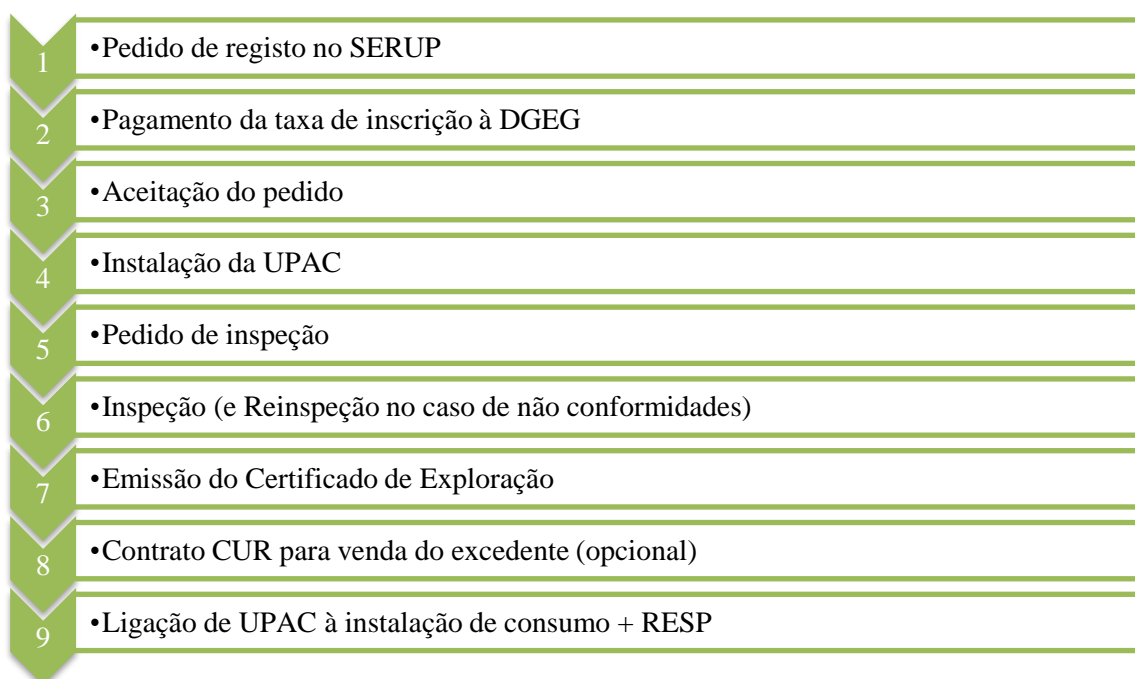 1 •Pedido de registo no SERUP
2 •Pagamento da taxa de inscrição à DGEG
3 •Aceitação do pedido
4 •Instalação da UPAC
5 •Pedido de inspeção
6 •Inspeção (e Reinspeção no caso de não conformidades)
7 •Emissão do Certificado de Exploração
8 •Contrato CUR para venda do excedente (opcional)
9 •Ligação de UPAC à instalação de consumo + RESP